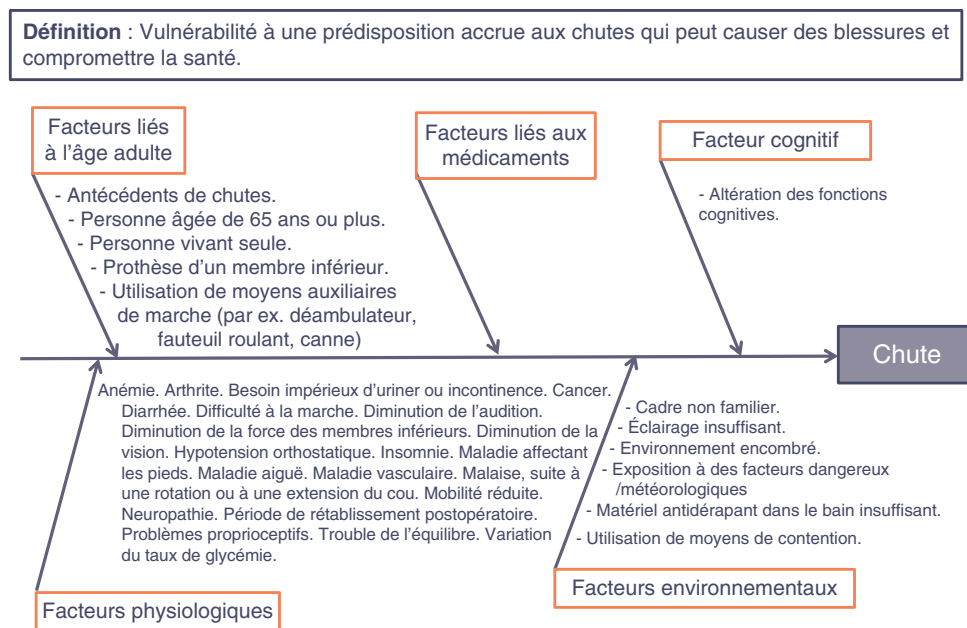 Définition : Vulnérabilité à une prédisposition accrue aux chutes qui peut causer des blessures et
compromettre la santé.
Facteurs liés
à l’âge adulte
- Antécédents de chutes.
- Personne âgée de 65 ans ou plus.
- Personne vivant seule.
- Prothèse d’un membre inférieur.
- Utilisation de moyens auxiliaires
de marche (par ex. déambulateur,
fauteuil roulant, canne)
Facteurs liés aux
médicaments
Facteur cognitif
- Altération des fonctions
cognitives.
Chute
Anémie. Arthrite. Besoin impérieux d’uriner ou incontinence. Cancer.
Diarrhée. Difficulté à la marche. Diminution de l’audition.
Diminution de la force des membres inférieurs. Diminution de la
vision. Hypotension orthostatique. Insomnie. Maladie affectant
les pieds. Maladie aiguë. Maladie vasculaire. Malaise, suite à
une rotation ou à une extension du cou. Mobilité réduite.
Neuropathie. Période de rétablissement postopératoire.
Problèmes proprioceptifs. Trouble de l’équilibre. Variation
du taux de glycémie.
Facteurs physiologiques
- Cadre non familier.
- Éclairage insuffisant.
- Environnement encombré.
- Exposition à des facteurs dangereux
/météorologiques
- Matériel antidérapant dans le bain insuffisant.
- Utilisation de moyens de contention.
Facteurs environnementaux